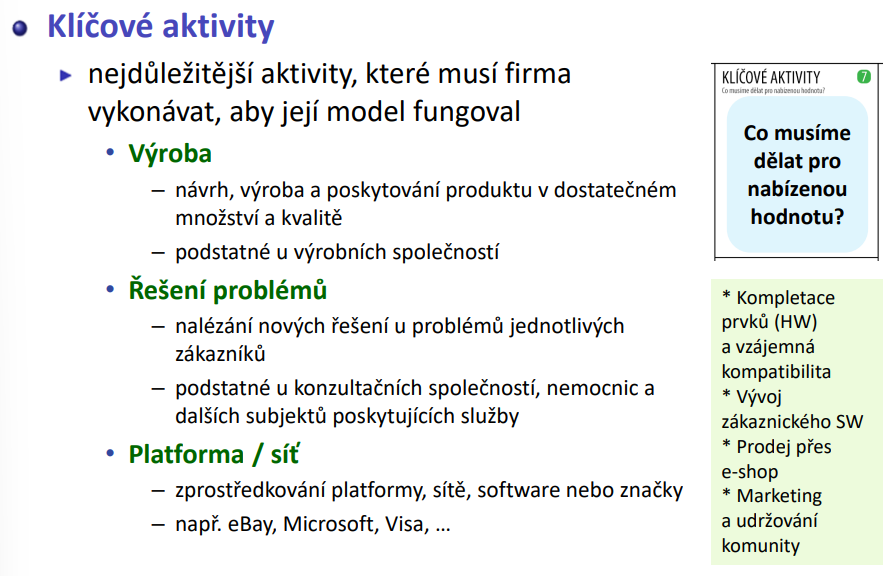 Klíčové aktivity
nejdůležitější aktivity, které musí firma
vykonávat, aby její model fungoval
• Výroba
– návrh, výroba a poskytování produktu v dostatečném
množství a kvalitě
– podstatné u výrobních společností
• Řešení problémů
– nalézání nových řešení u problémů jednotlivých
zákazníků
– podstatné u konzultačních společností, nemocnic a
dalších subjektů poskytujících služby
• Platforma / síť
– zprostředkování platformy, sítě, software nebo značky
– např. eBay, Microsoft, Visa, …
KLÍČOVÉ AKTIVITY 7
Co musíme dělat pro nabízenou hodnotu?
Co musíme
dělat pro
nabízenou
hodnotu?
* Kompletace
prvků (HW)
a vzájemná
kompatibilita
* Vývoj
zákaznického SW
* Prodej přes
e-shop
* Marketing
a udržování
komunity